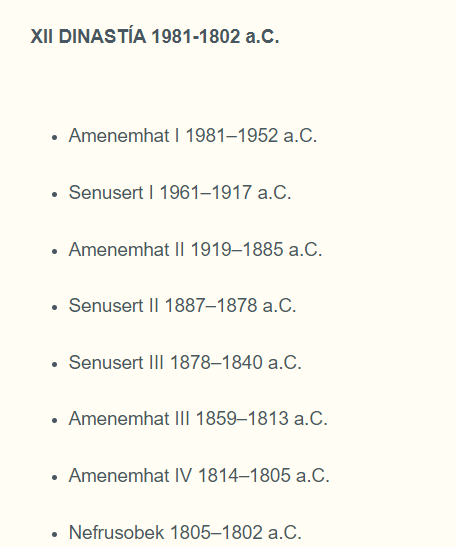 XII DINASTÍA 1981-1802 a.C.
• Amenemhat I 1981–1952 a.C.
• Senusert I 1961–1917 a.C.
• Amenemhat II 1919–1885 a.C.
• Senusert II 1887–1878 a.C.
• Senusert III 1878–1840 a.C.
• Amenemhat III 1859–1813 a.C.
• Amenemhat IV 1814–1805 a.C.
• Nefrusobek 1805–1802 a.C.